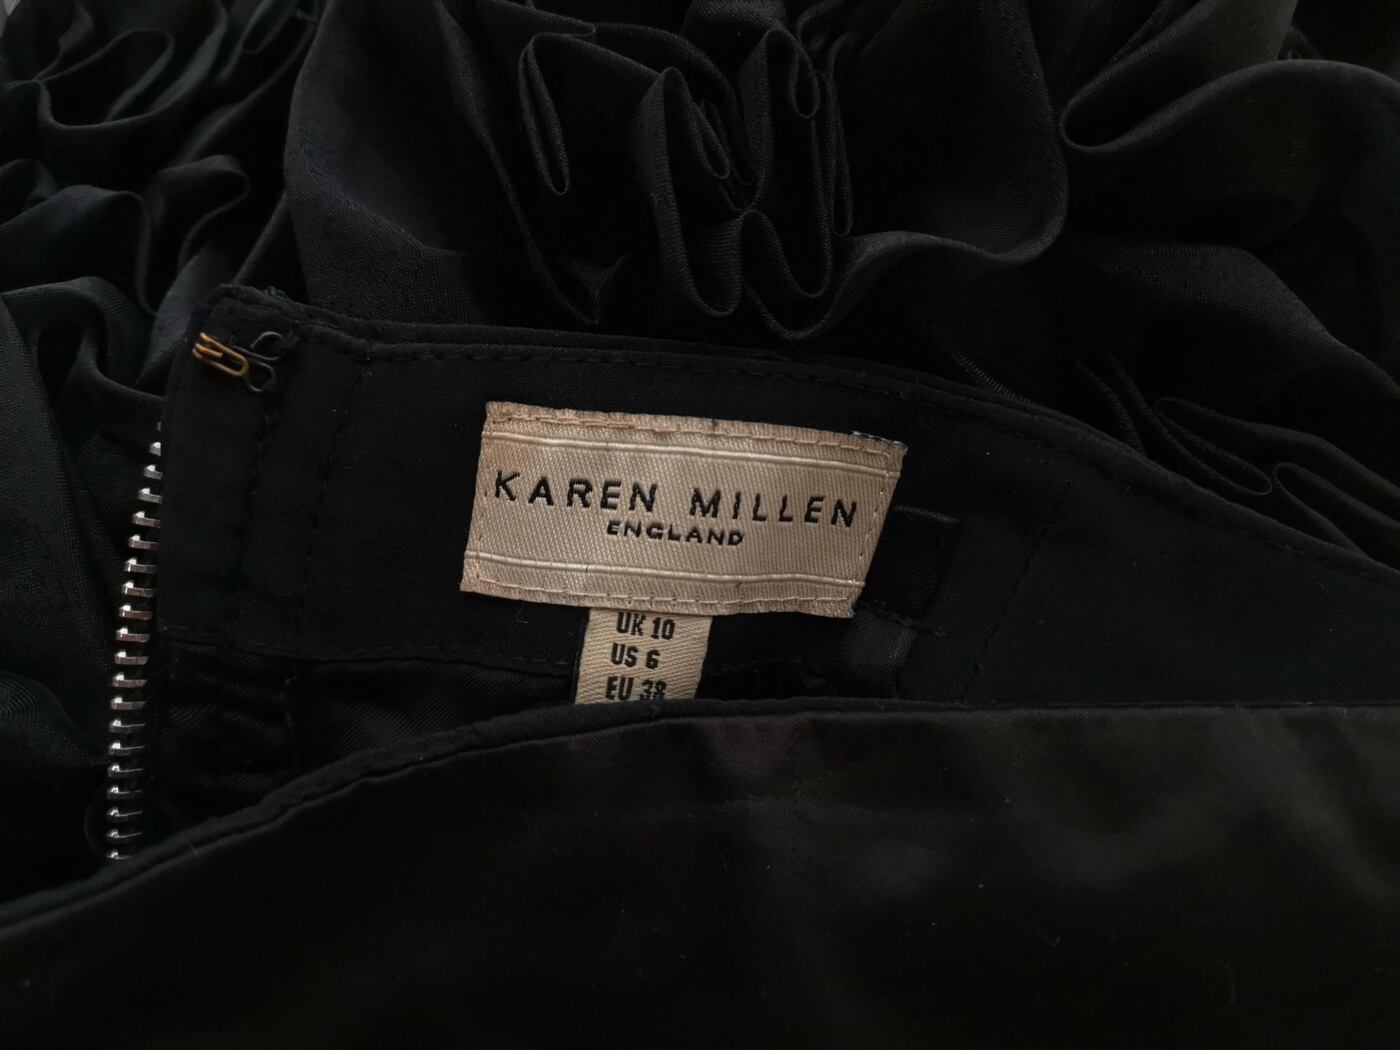 KAREN MILLEN
ENGLAND
UK 10
US 6
EU 38